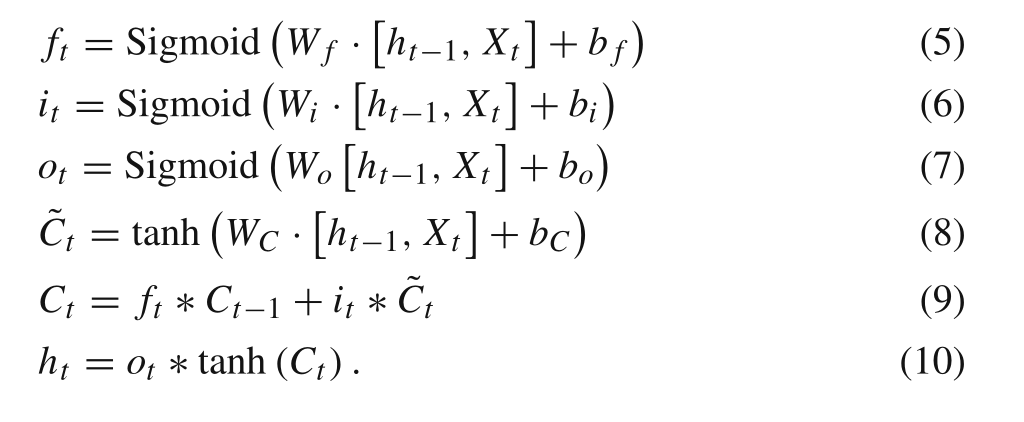 f_t = Sigmoid (W_f · [h_{t−1}, X_t] + b_f) (5)
i_t = Sigmoid (W_i · [h_{t−1}, X_t] + b_i) (6)
o_t = Sigmoid (W_o [h_{t−1}, X_t] + b_o) (7)
C̃_t = tanh (W_C · [h_{t−1}, X_t] + b_C) (8)
C_t = f_t ∗ C_{t−1} + i_t ∗ C̃_t (9)
h_t = o_t ∗ tanh (C_t) . (10)